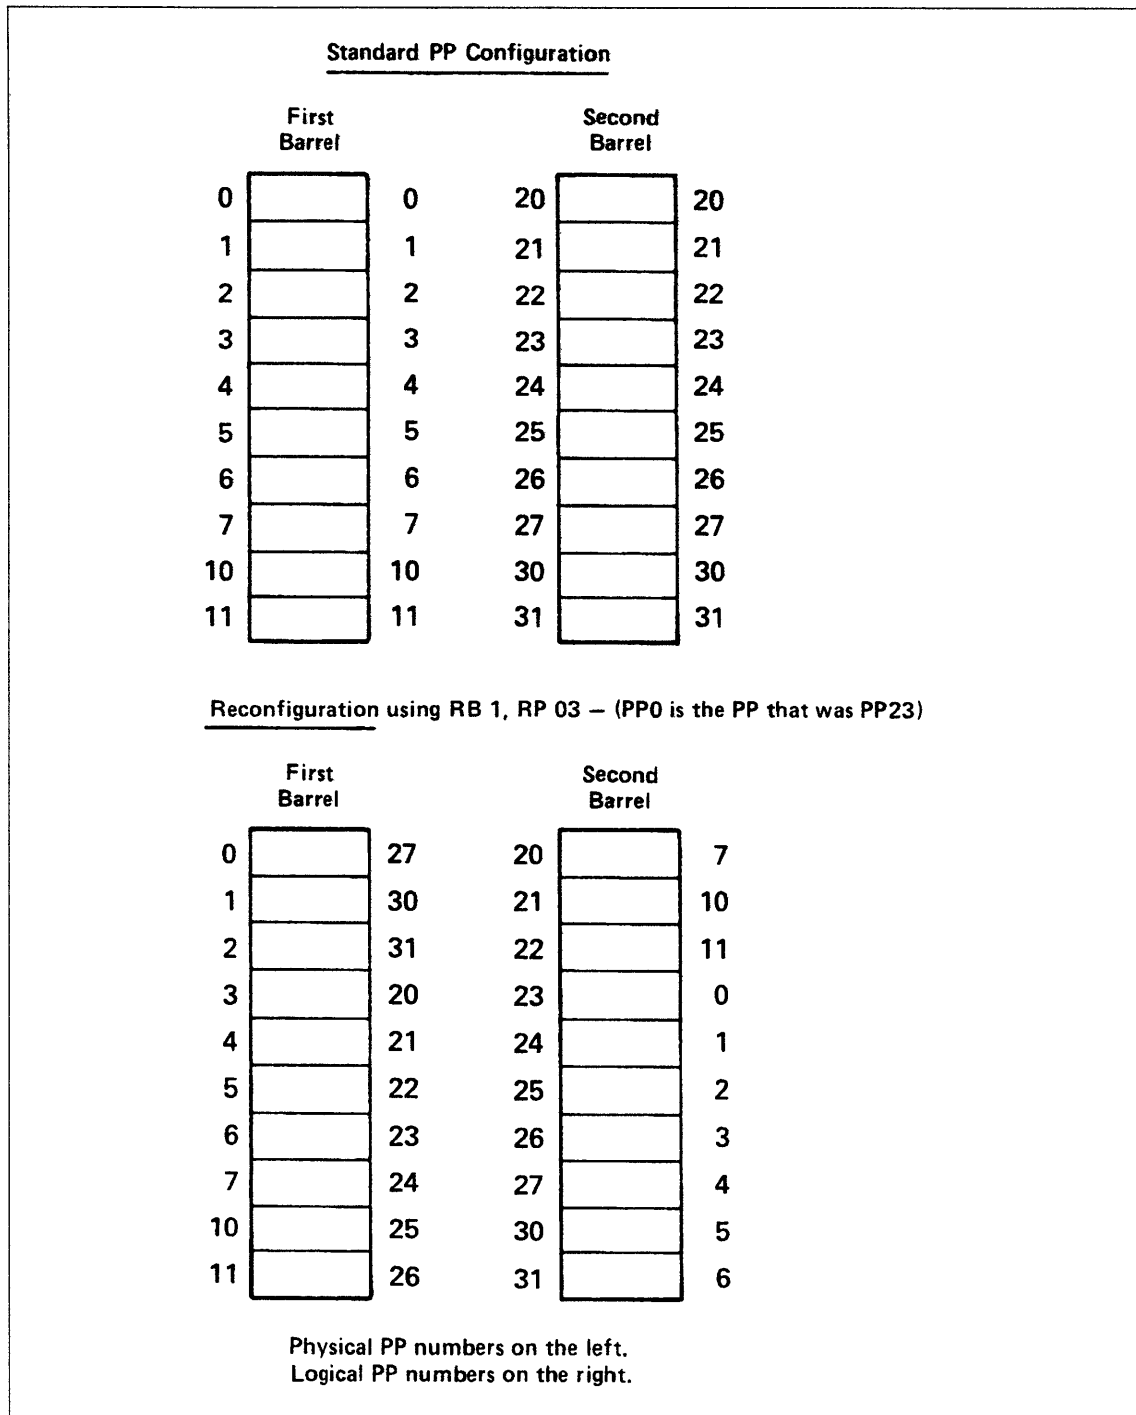 Standard PP Configuration
First Barrel Second Barrel
0 0 20 20
1 1 21 21
2 2 22 22
3 3 23 23
4 4 24 24
5 5 25 25
6 6 26 26
7 7 27 27
10 10 30 30
11 11 31 31
Reconfiguration using RB 1, RP 03 — (PP0 is the PP that was PP23)
First Barrel Second Barrel
0 27 20 7
1 30 21 10
2 31 22 11
3 20 23 0
4 21 24 1
5 22 25 2
6 23 26 3
7 24 27 4
10 25 30 5
11 26 31 6
Physical PP numbers on the left.
Logical PP numbers on the right.